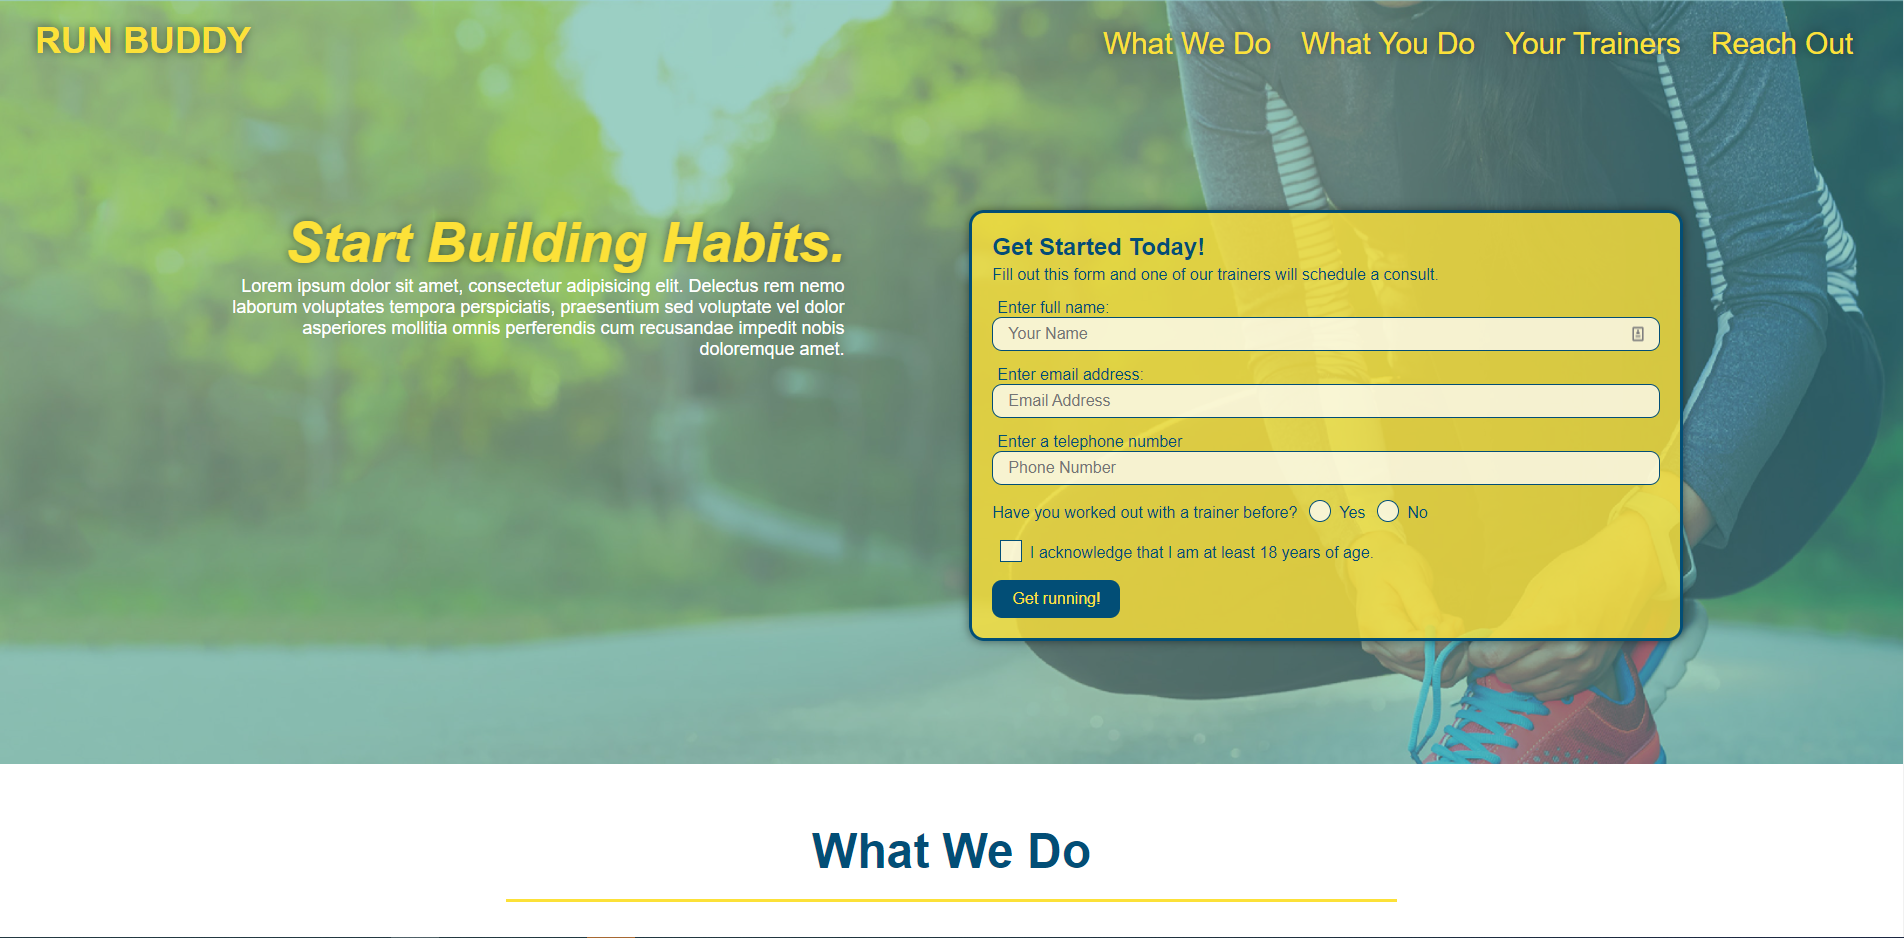 RUN BUDDY
What We Do What You Do Your Trainers Reach Out
Start Building Habits.
Lorem ipsum dolor sit amet, consectetur adipisicing elit. Delectus rem nemo
laborum voluptates tempora perspiciatis, praesentium sed voluptate vel dolor
asperiores mollitia omnis perferendis cum recusandae impedit nobis
doloremque amet.
Get Started Today!
Fill out this form and one of our trainers will schedule a consult.
Enter full name:
Your Name
Enter email address:
Email Address
Enter a telephone number
Phone Number
Have you worked out with a trainer before? Yes No
I acknowledge that I am at least 18 years of age.
Get running!
What We Do